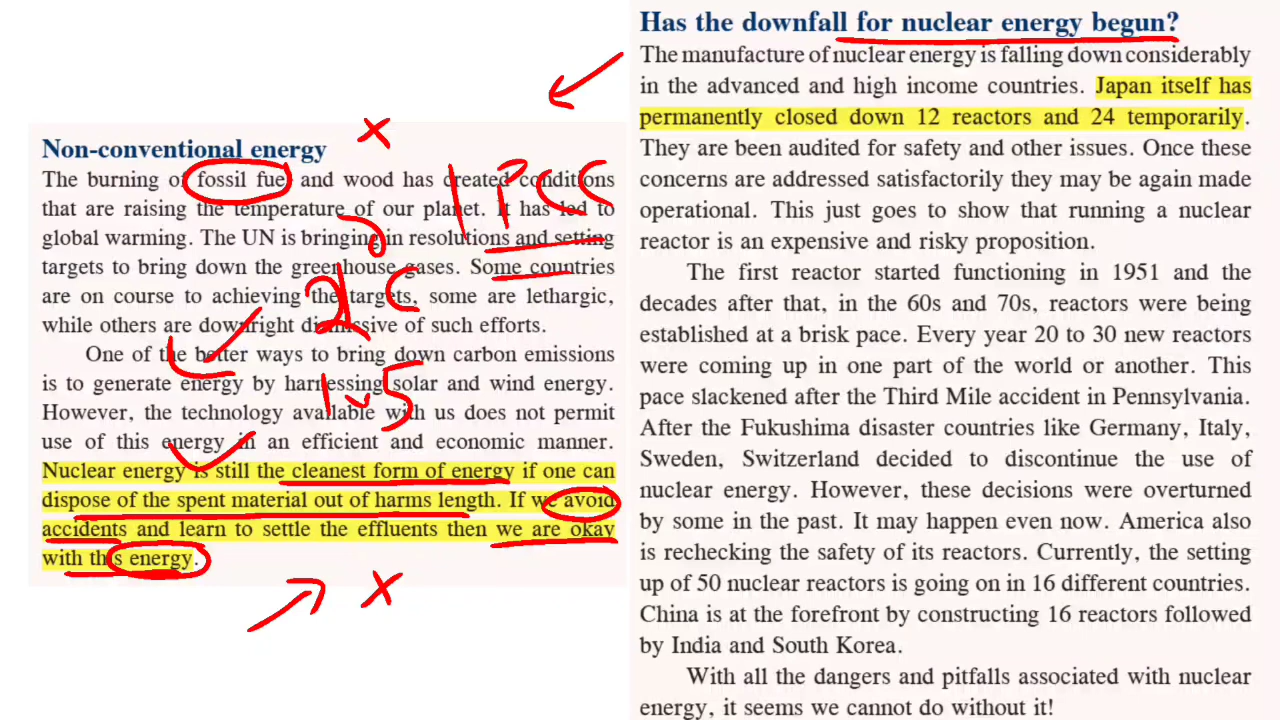 Non-conventional energy
The burning of fossil fuel and wood has created conditions
that are raising the temperature of our planet. It has led to
global warming. The UN is bringing in resolutions and setting
targets to bring down the greenhouse gases. Some countries
are on course to achieving the targets, some are lethargic,
while others are downright dismissive of such efforts.
One of the better ways to bring down carbon emissions
is to generate energy by harnessing solar and wind energy.
However, the technology available with us does not permit
use of this energy in an efficient and economic manner.
Nuclear energy is still the cleanest form of energy if one can
dispose of the spent material out of harms length. If we avoid
accidents and learn to settle the effluents then we are okay
with this energy.
IPCC
2c
1.5
Has the downfall for nuclear energy begun?
The manufacture of nuclear energy is falling down considerably
in the advanced and high income countries. Japan itself has
permanently closed down 12 reactors and 24 temporarily.
They are been audited for safety and other issues. Once these
concerns are addressed satisfactorily they may be again made
operational. This just goes to show that running a nuclear
reactor is an expensive and risky proposition.
The first reactor started functioning in 1951 and the
decades after that, in the 60s and 70s, reactors were being
established at a brisk pace. Every year 20 to 30 new reactors
were coming up in one part of the world or another. This
pace slackened after the Third Mile accident in Pennsylvania.
After the Fukushima disaster countries like Germany, Italy,
Sweden, Switzerland decided to discontinue the use of
nuclear energy. However, these decisions were overturned
by some in the past. It may happen even now. America also
is rechecking the safety of its reactors. Currently, the setting
up of 50 nuclear reactors is going on in 16 different countries.
China is at the forefront by constructing 16 reactors followed
by India and South Korea.
With all the dangers and pitfalls associated with nuclear
energy, it seems we cannot do without it!